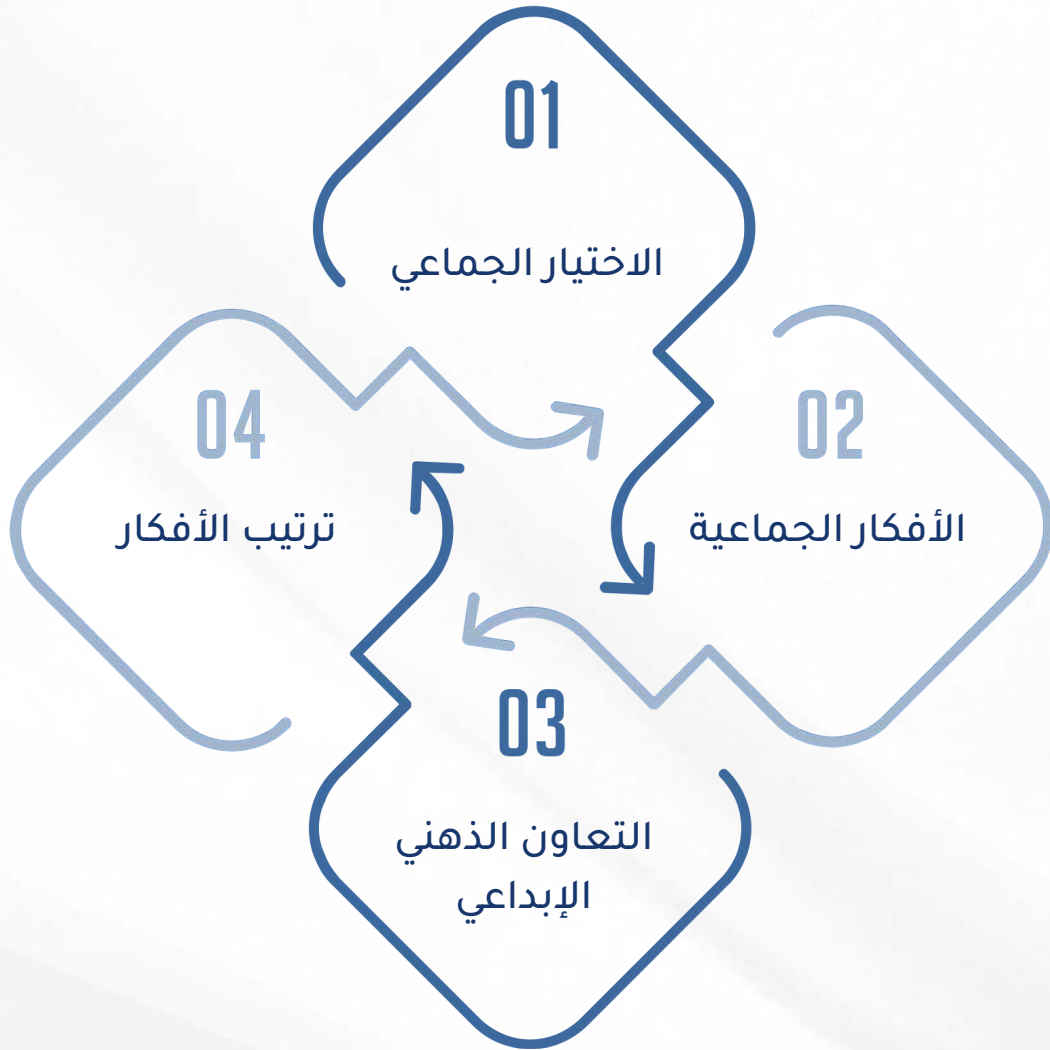 01
الاختيار الجماعي
02
الأفكار الجماعية
03
التعاون الذهني
الإبداعي
04
ترتيب الأفكار